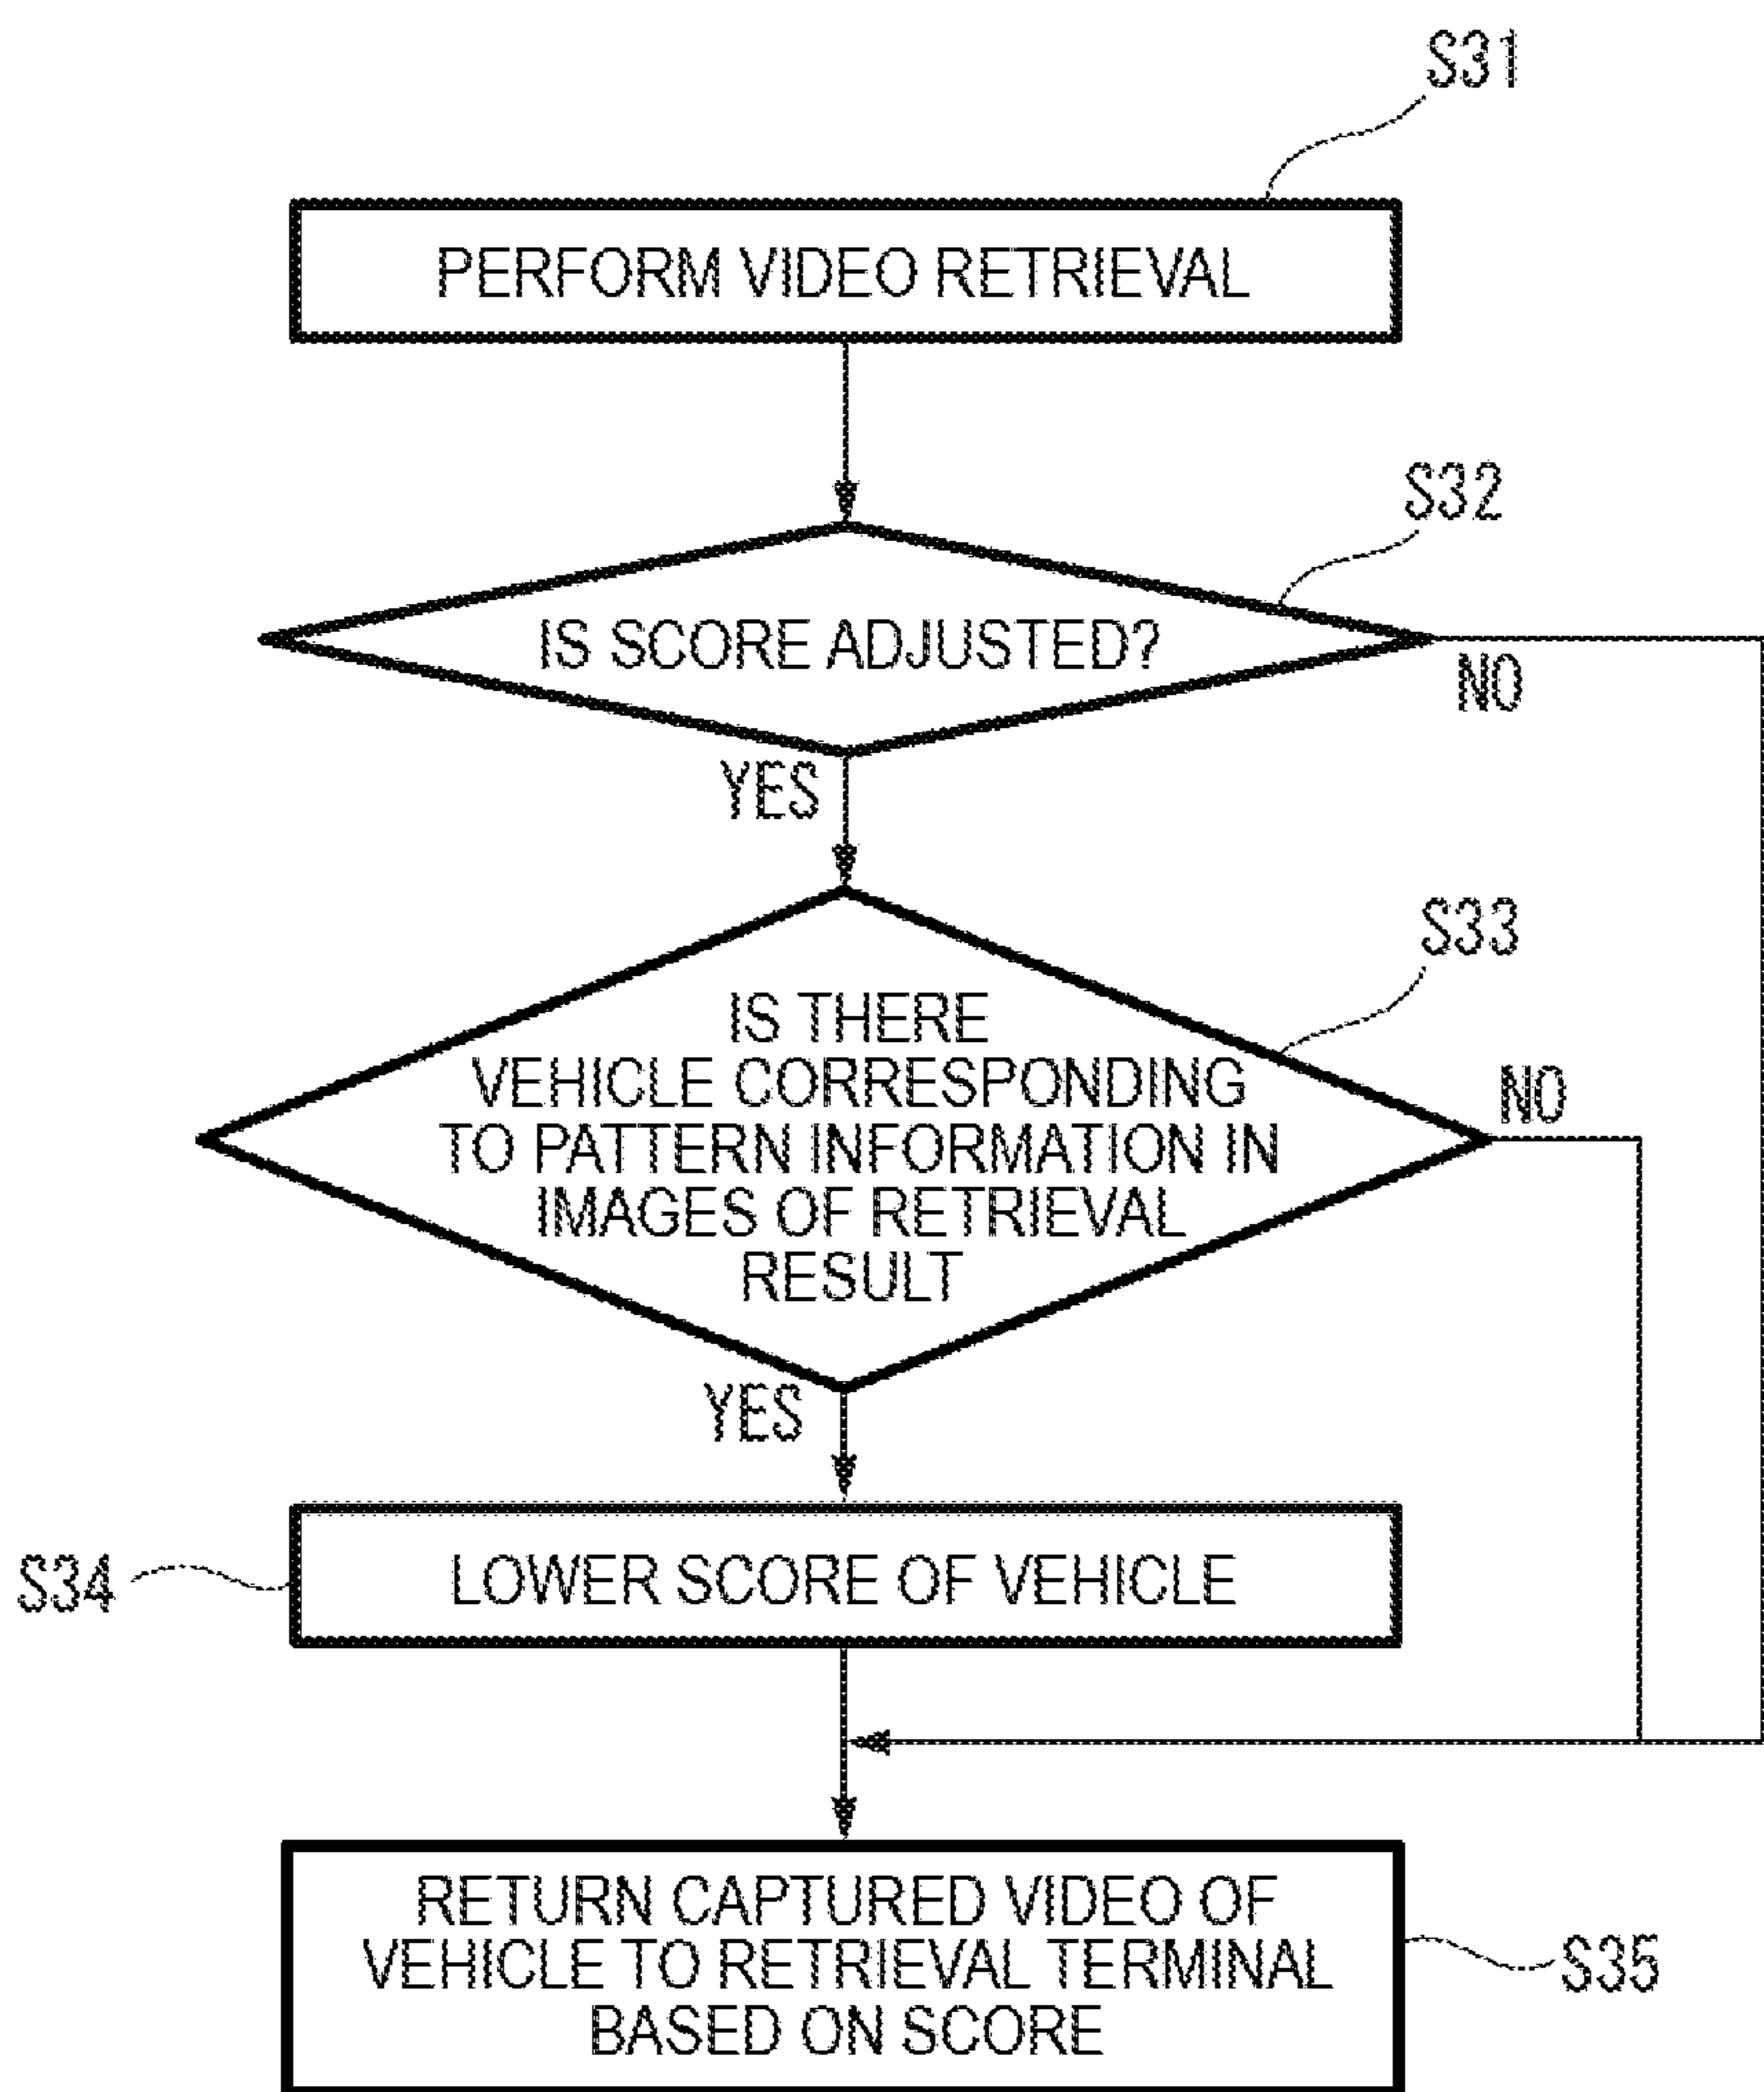 S31
PERFORM VIDEO RETRIEVAL
S32
IS SCORE ADJUSTED?
NO
YES
S33
IS THERE
VEHICLE CORRESPONDING
TO PATTERN INFORMATION IN
IMAGES OF RETRIEVAL
RESULT
NO
YES
S34
LOWER SCORE OF VEHICLE
RETURN CAPTURED VIDEO OF
VEHICLE TO RETRIEVAL TERMINAL
BASED ON SCORE
S35